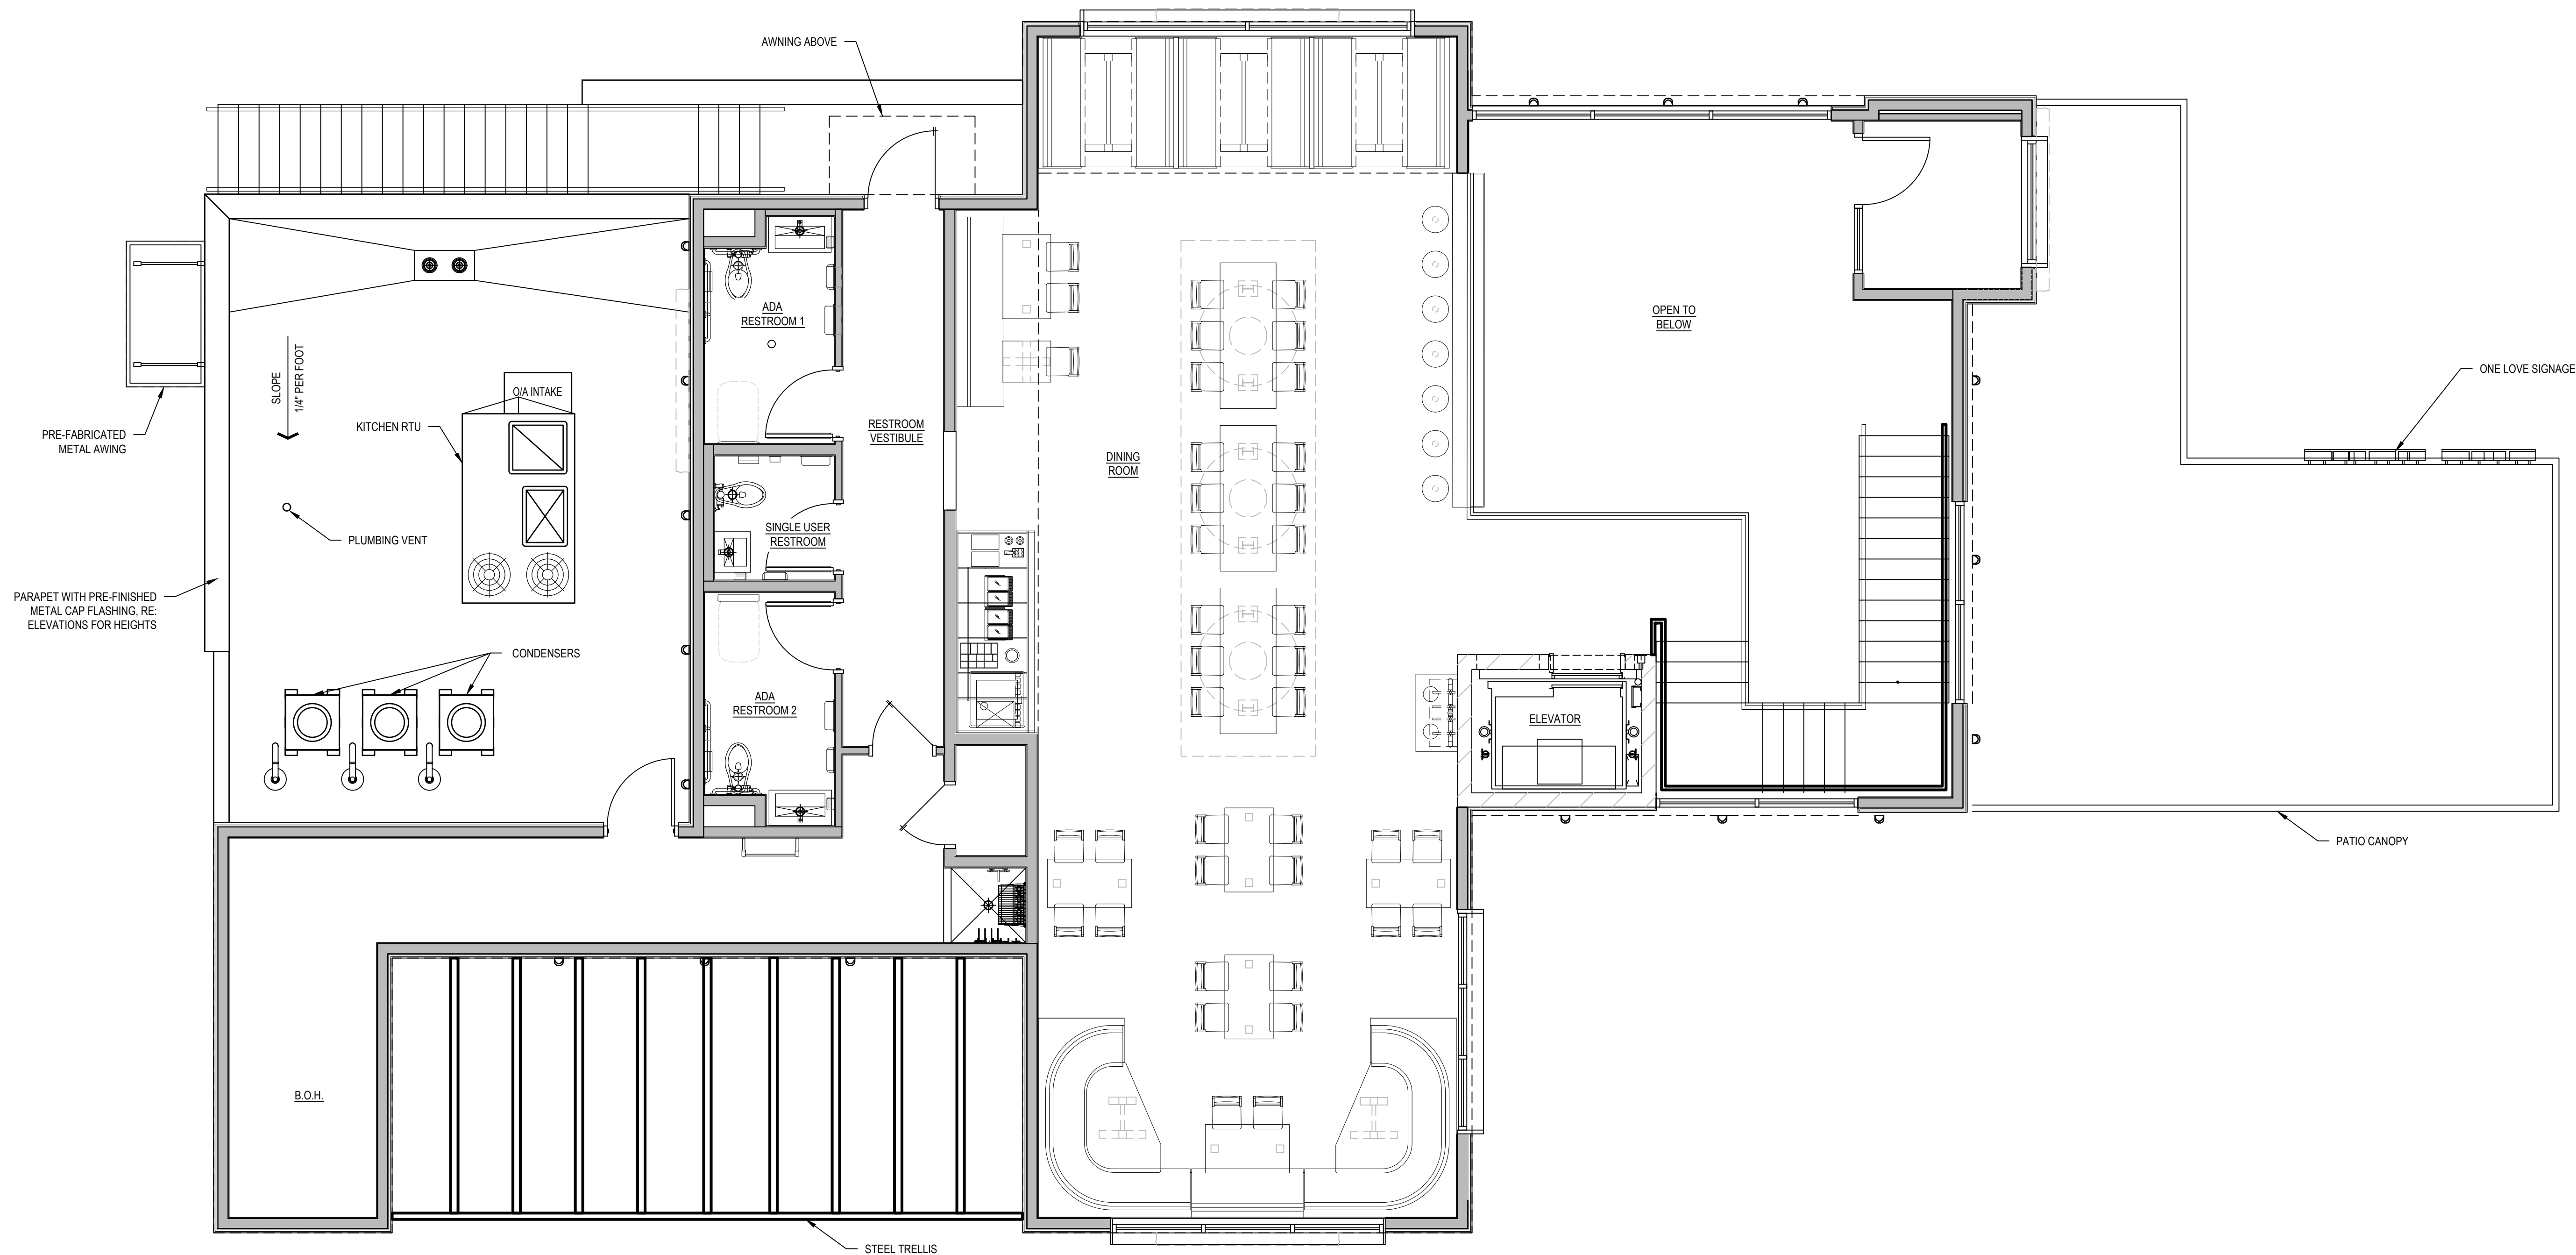 AWNING ABOVE
ADA
RESTROOM 1
OPEN TO
BELOW
SLOPE
1/4" PER FOOT
O/A INTAKE
ONE LOVE SIGNAGE
KITCHEN RTU
RESTROOM
VESTIBULE
PRE-FABRICATED
METAL AWING
DINING
ROOM
SINGLE USER
RESTROOM
PLUMBING VENT
PARAPET WITH PRE-FINISHED
METAL CAP FLASHING, RE:
ELEVATIONS FOR HEIGHTS
CONDENSERS
ADA
RESTROOM 2
ELEVATOR
PATIO CANOPY
B.O.H.
STEEL TRELLIS